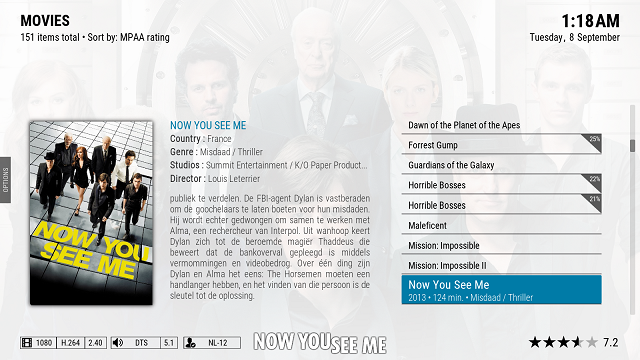 MOVIES
151 items total • Sort by: MPAA rating
1:18 AM
Tuesday, 8 September
OPTIONS
NOW YOU
SEE ME
NOW YOU SEE ME
Country : France
Genre : Misdaad / Thriller
Studios : Summit Entertainment / K/O Paper Product...
Director : Louis Leterrier
publiek te verdelen. De FBI-agent Dylan is vastberaden
om de goochelaars te laten boeten voor hun misdaden.
Hij wordt echter gedwongen om samen te werken met
Alma, een rechercheur van Interpol. Uit wanhoop keert
Dylan zich tot de beroemde magiër Thaddeus die
beweert dat de bankoverval gepleegd is middels
vermommingen en videobedrog. Over één ding zijn
Dylan en Alma het eens: The Horsemen moeten een
handlanger hebben, en het vinden van die persoon is de
sleutel tot de oplossing.
Dawn of the Planet of the Apes
Forrest Gump
25%
Guardians of the Galaxy
Horrible Bosses
22%
Horrible Bosses
21%
Maleficent
Mission: Impossible
Mission: Impossible II
Now You See Me
2013 • 124 min. • Misdaad / Thriller
1080 H.264 2.40 DTS 5.1 NL-12
NOW YOU SEE ME
7.2